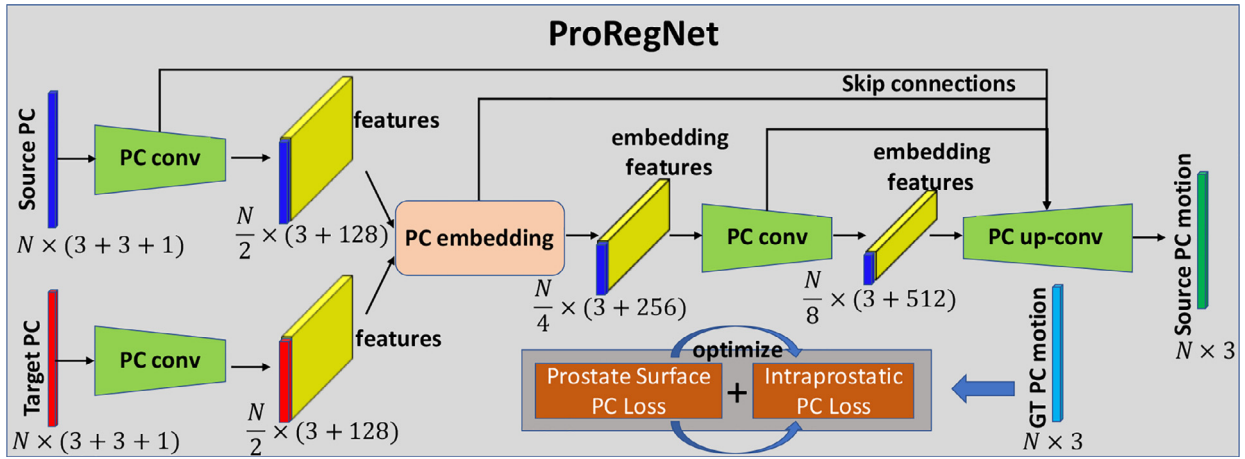 ProRegNet
Skip connections
Source PC
PC conv
features
N × (3 + 3 + 1)
N/2 × (3 + 128)
PC embedding
embedding
features
N/4 × (3 + 256)
PC conv
embedding
features
N/8 × (3 + 512)
PC up-conv
Source PC motion
N × 3
Target PC
PC conv
features
N × (3 + 3 + 1)
N/2 × (3 + 128)
optimize
Prostate Surface
PC Loss
+
Intraprostatic
PC Loss
GT PC motion
N × 3